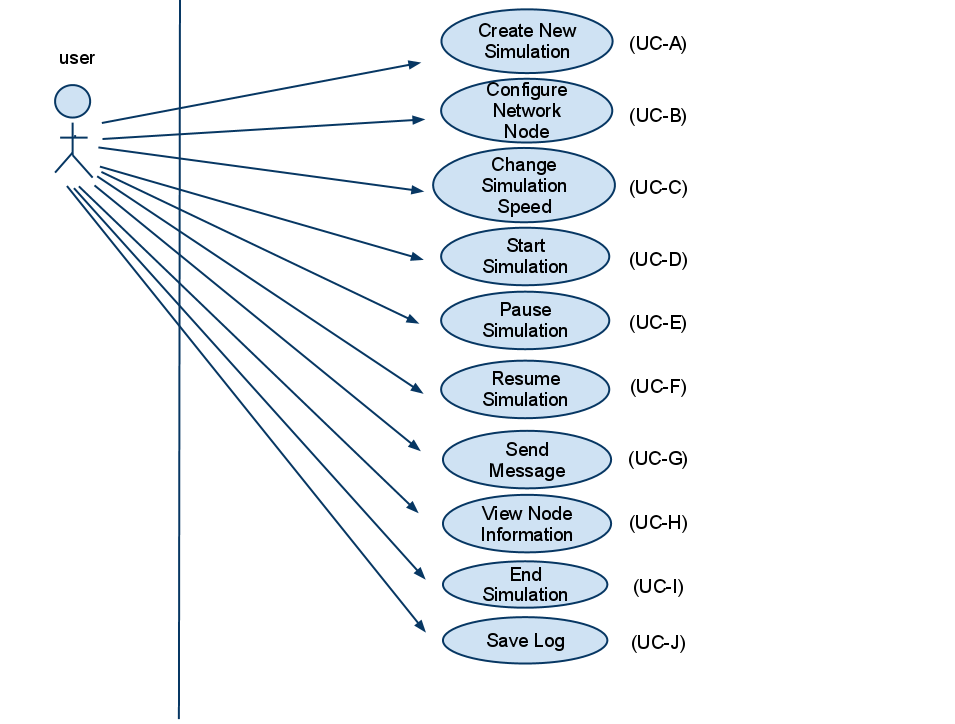 user
Create New
Simulation
(UC-A)
Configure
Network
Node
(UC-B)
Change
Simulation
Speed
(UC-C)
Start
Simulation
(UC-D)
Pause
Simulation
(UC-E)
Resume
Simulation
(UC-F)
Send
Message
(UC-G)
View Node
Information
(UC-H)
End
Simulation
(UC-I)
Save Log
(UC-J)